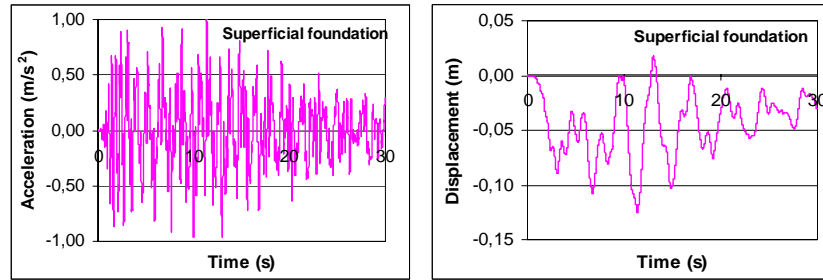 Superficial foundation
Acceleration (m/s²)
1,00
0,50
0,00
-0,50
-1,00
0 10 20 30
Time (s)
Superficial foundation
Displacement (m)
0,05
0,00
-0,05
-0,10
-0,15
0 10 20 30
Time (s)